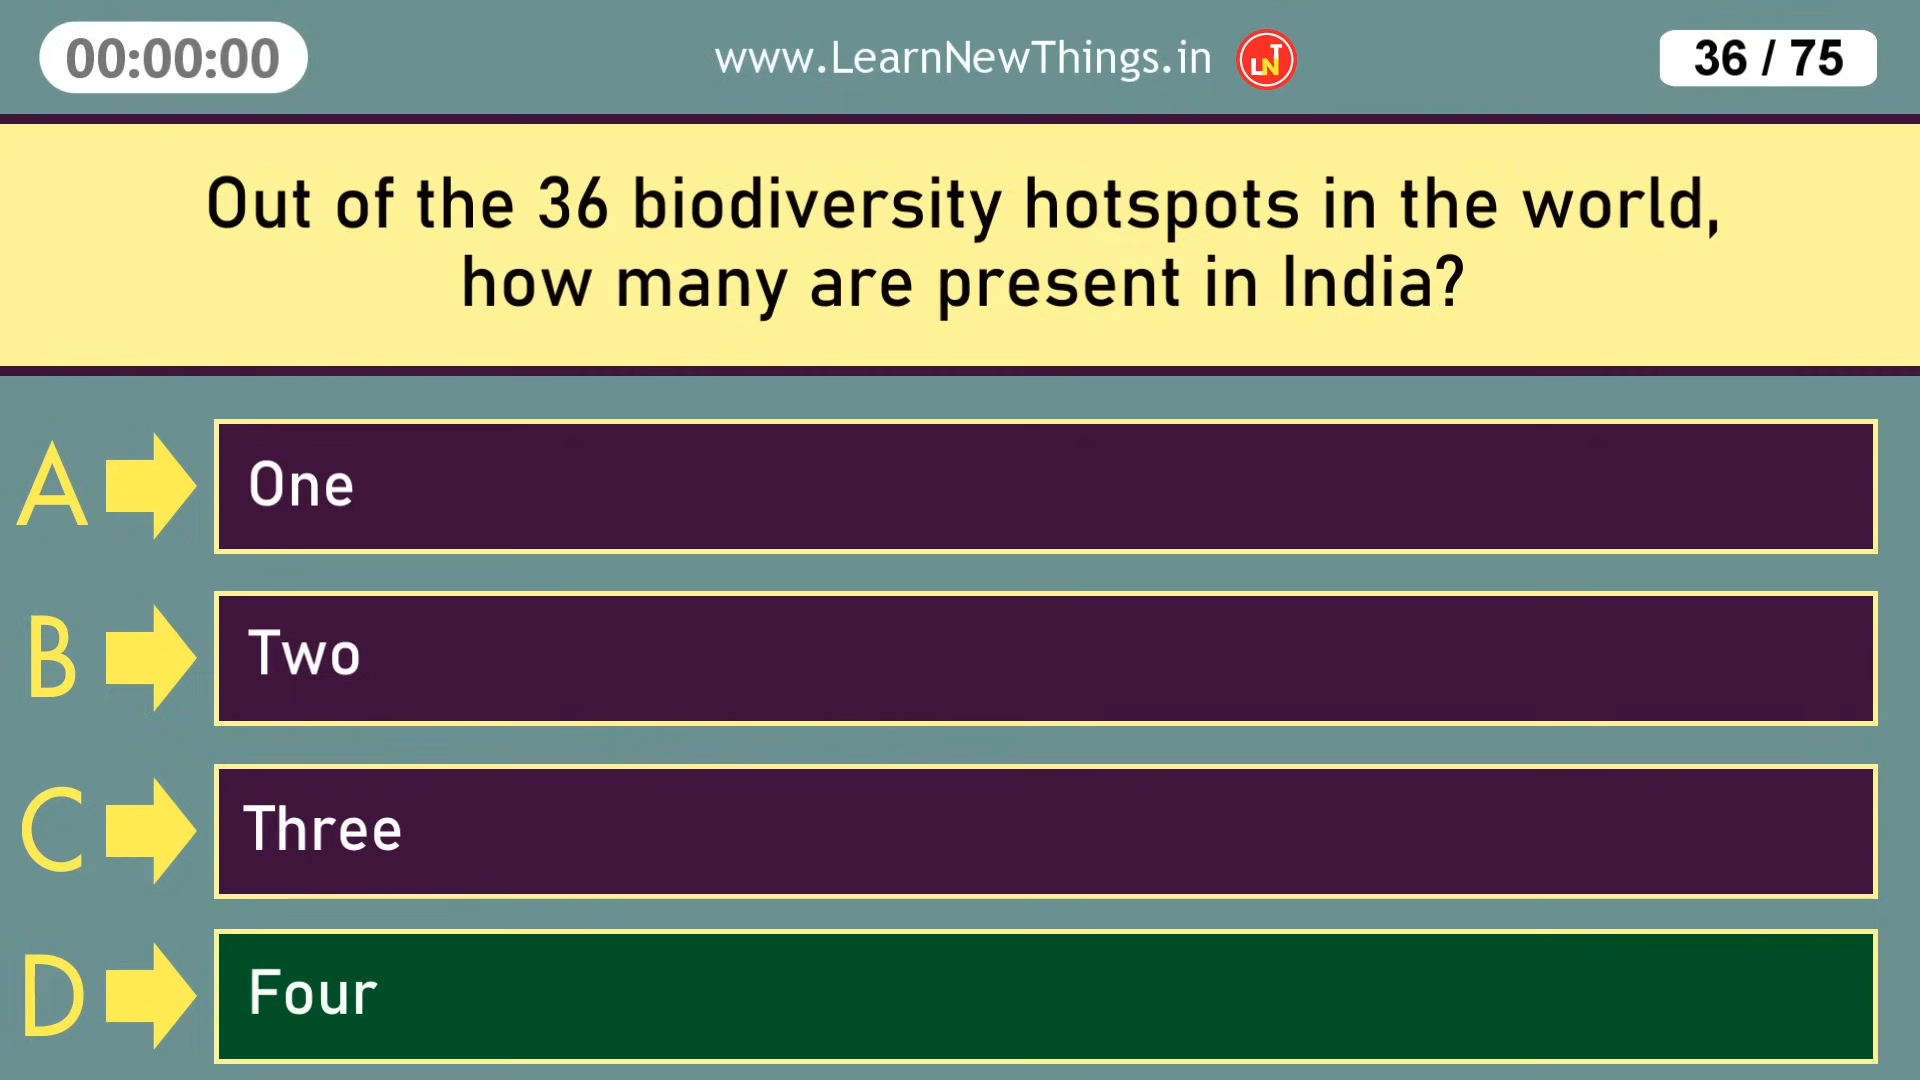 00:00:00
www.LearnNewThings.in
LNT
36 / 75
Out of the 36 biodiversity hotspots in the world,
how many are present in India?
A
One
B
Two
C
Three
D
Four